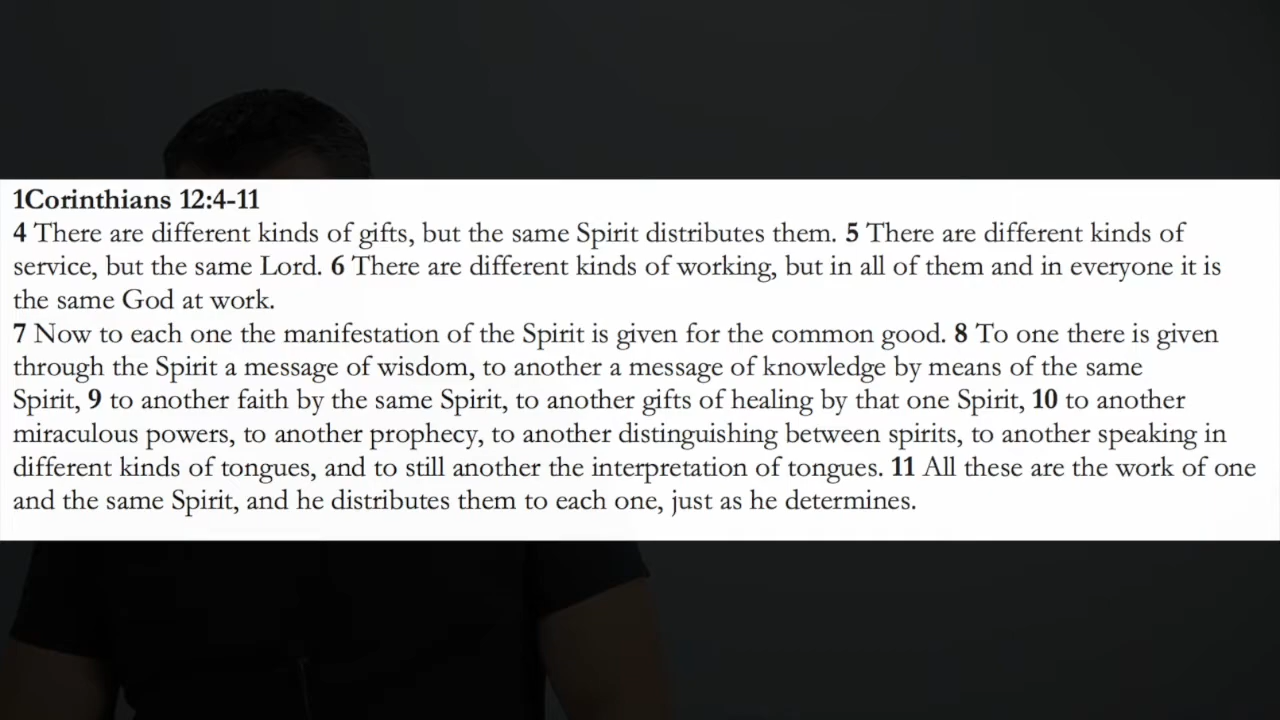 1Corinthians 12:4-11
4 There are different kinds of gifts, but the same Spirit distributes them. 5 There are different kinds of
service, but the same Lord. 6 There are different kinds of working, but in all of them and in everyone it is
the same God at work.
7 Now to each one the manifestation of the Spirit is given for the common good. 8 To one there is given
through the Spirit a message of wisdom, to another a message of knowledge by means of the same
Spirit, 9 to another faith by the same Spirit, to another gifts of healing by that one Spirit, 10 to another
miraculous powers, to another prophecy, to another distinguishing between spirits, to another speaking in
different kinds of tongues, and to still another the interpretation of tongues. 11 All these are the work of one
and the same Spirit, and he distributes them to each one, just as he determines.